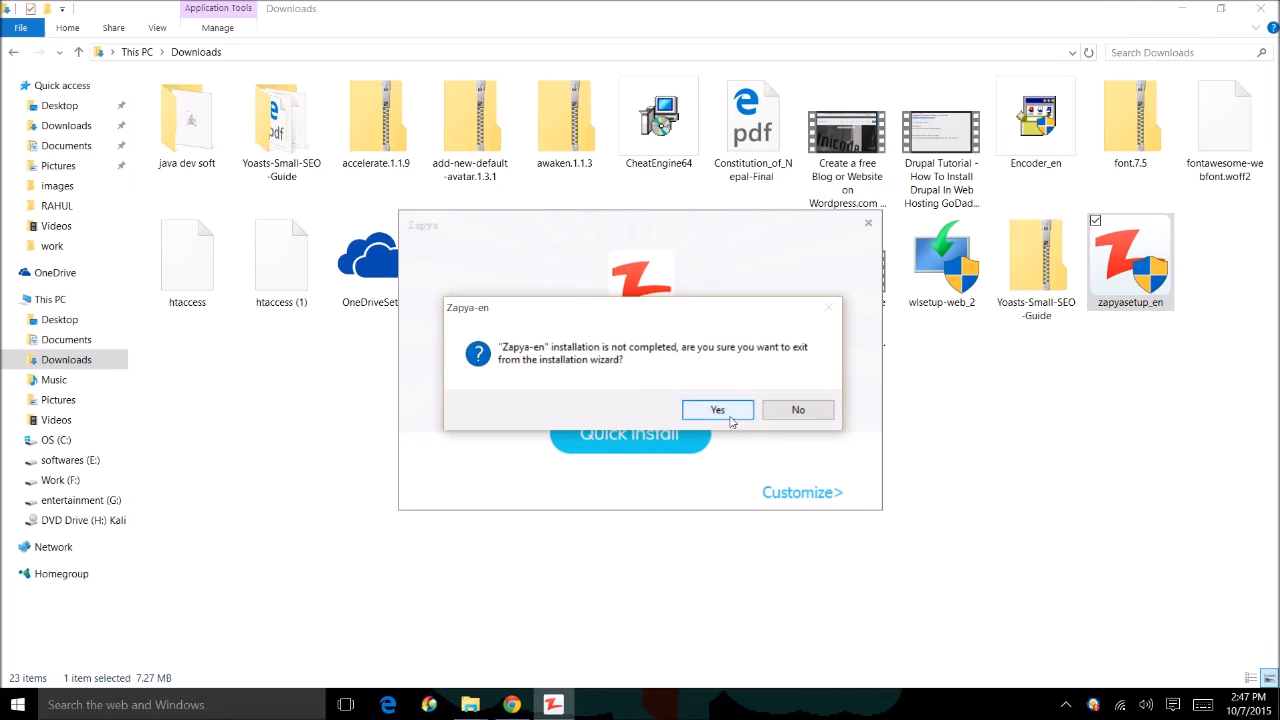 Application Tools
Downloads
File
Home
Share
View
Manage
This PC
Downloads
Search Downloads
Quick access
Desktop
Downloads
Documents
Pictures
images
RAHUL
Videos
work
OneDrive
This PC
Desktop
Documents
Downloads
Music
Pictures
Videos
OS (C:)
softwares (E:)
Work (F:)
entertainment (G:)
DVD Drive (H:) Kali
Network
Homegroup
java dev soft
Yoasts-Small-SEO
-Guide
accelerate.1.1.9
add-new-default
-avatar.1.3.1
awaken.1.1.3
CheatEngine64
pdf
Constitution_of_N
epal-Final
Create a free
Blog or Website
on
Wordpress.com ...
Drupal Tutorial -
How To Install
Drupal In Web
Hosting GoDad...
Encoder_en
font.7.5
fontawesome-we
bfont.woff2
htaccess
htaccess (1)
OneDriveSet
wlsetup-web_2
Yoasts-Small-SEO
-Guide
zapyasetup_en
Zapya
Zapya-en
"Zapya-en" installation is not completed, are you sure you want to exit
from the installation wizard?
Yes
No
Quick Install
Customize>
23 items
1 item selected 7.27 MB
Search the web and Windows
2:47 PM
10/7/2015